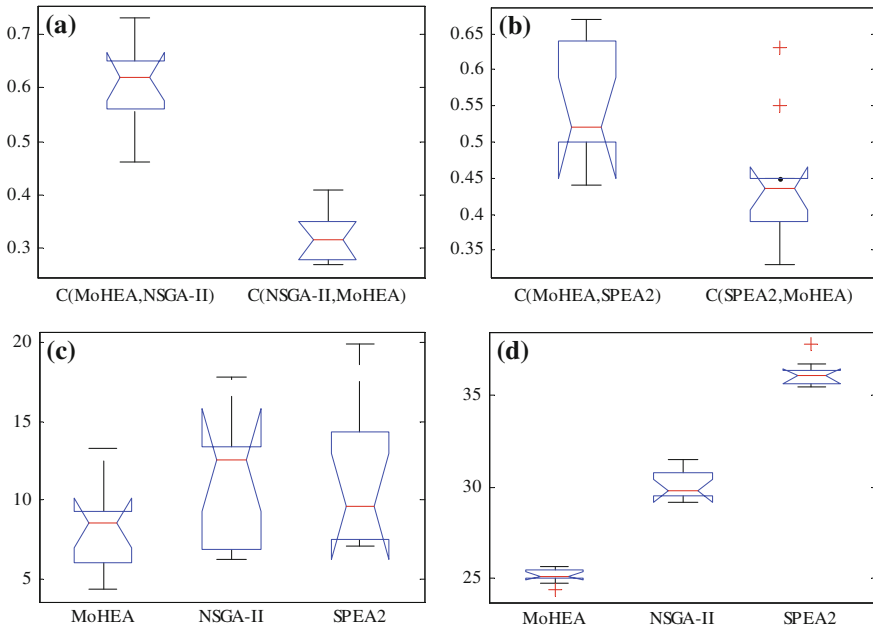 (a)
0.7
0.6
0.5
0.4
0.3
C(MoHEA,NSGA-II)
C(NSGA-II,MoHEA)
(b)
0.65
0.6
0.55
0.5
0.45
0.4
0.35
C(MoHEA,SPEA2)
C(SPEA2,MoHEA)
(c)
20
15
10
5
MoHEA
NSGA-II
SPEA2
(d)
35
30
25
MoHEA
NSGA-II
SPEA2